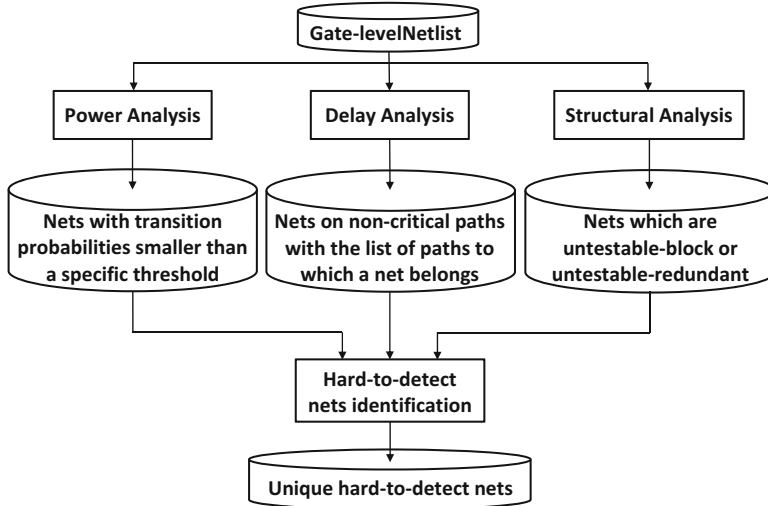 Gate-levelNetlist
Power Analysis
Delay Analysis
Structural Analysis
Nets with transition
probabilities smaller than
a specific threshold
Nets on non-critical paths
with the list of paths to
which a net belongs
Nets which are
untestable-block or
untestable-redundant
Hard-to-detect
nets identification
Unique hard-to-detect nets